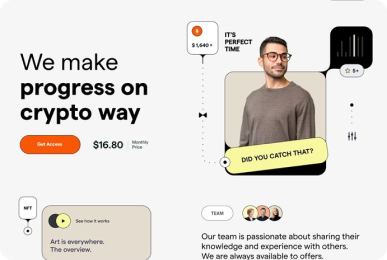 We make
progress on
crypto way
Get Access
$16.80
Monthly
Price
$ 1,640
IT'S
PERFECT
TIME
5+
DID YOU CATCH THAT?
NFT
See how it works
Art is everywhere.
The overview.
TEAM
Our team is passionate about sharing their
knowledge and experience with others.
We are always available to offers.